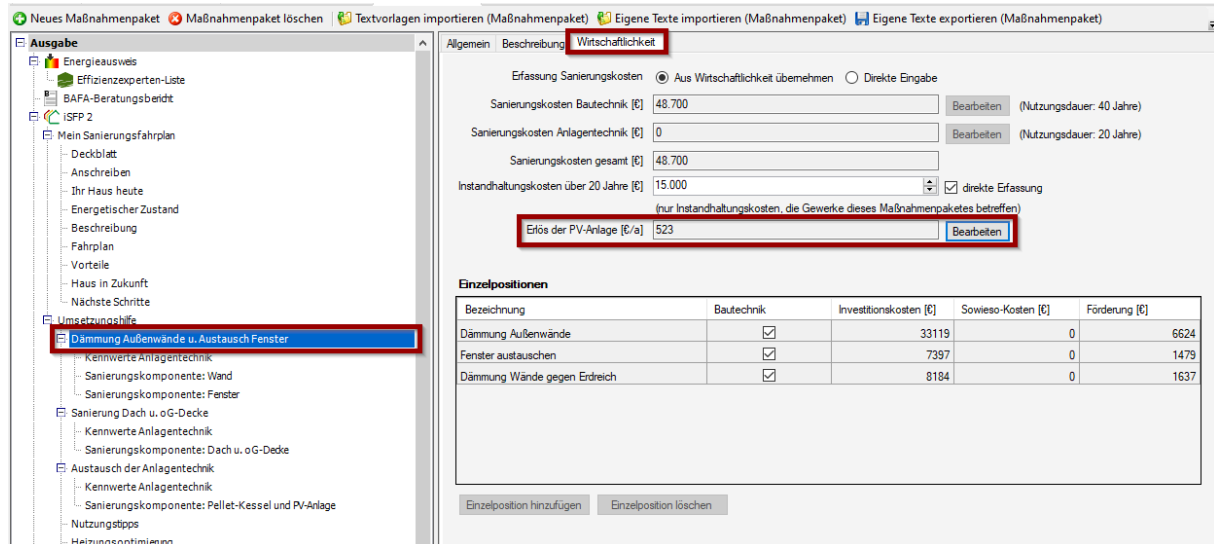 Neues Maßnahmenpaket Maßnahmenpaket löschen Textvorlagen importieren (Maßnahmenpaket) Eigene Texte importieren (Maßnahmenpaket) Eigene Texte exportieren (Maßnahmenpaket)
Ausgabe
Energieausweis
Effizienzexperten-Liste
BAFA-Beratungsbericht
iSFP 2
Mein Sanierungsfahrplan
Deckblatt
Anschreiben
Ihr Haus heute
Energetischer Zustand
Beschreibung
Fahrplan
Vorteile
Haus in Zukunft
Nächste Schritte
Umsetzungshilfe
Dämmung Außenwände u. Austausch Fenster
Kennwerte Anlagentechnik
Sanierungskomponente: Wand
Sanierungskomponente: Fenster
Sanierung Dach u. oG-Decke
Kennwerte Anlagentechnik
Sanierungskomponente: Dach u. oG-Decke
Austausch der Anlagentechnik
Kennwerte Anlagentechnik
Sanierungskomponente: Pellet-Kessel und PV-Anlage
Nutzungstipps
Heizungsoptimierung
Allgemein Beschreibung Wirtschaftlichkeit
Erfassung Sanierungskosten Aus Wirtschaftlichkeit übernehmen Direkte Eingabe
Sanierungskosten Bautechnik [€] 48.700 Bearbeiten (Nutzungsdauer: 40 Jahre)
Sanierungskosten Anlagentechnik [€] 0 Bearbeiten (Nutzungsdauer: 20 Jahre)
Sanierungskosten gesamt [€] 48.700
Instandhaltungskosten über 20 Jahre [€] 15.000 direkte Erfassung
(nur Instandhaltungskosten, die Gewerke dieses Maßnahmenpaketes betreffen)
Erlös der PV-Anlage [€/a] 523 Bearbeiten
Einzelpositionen
Bezeichnung Bautechnik Investitionskosten [€] Sowieso-Kosten [€] Förderung [€]
Dämmung Außenwände 33119 0 6624
Fenster austauschen 7397 0 1479
Dämmung Wände gegen Erdreich 8184 0 1637
Einzelposition hinzufügen Einzelposition löschen